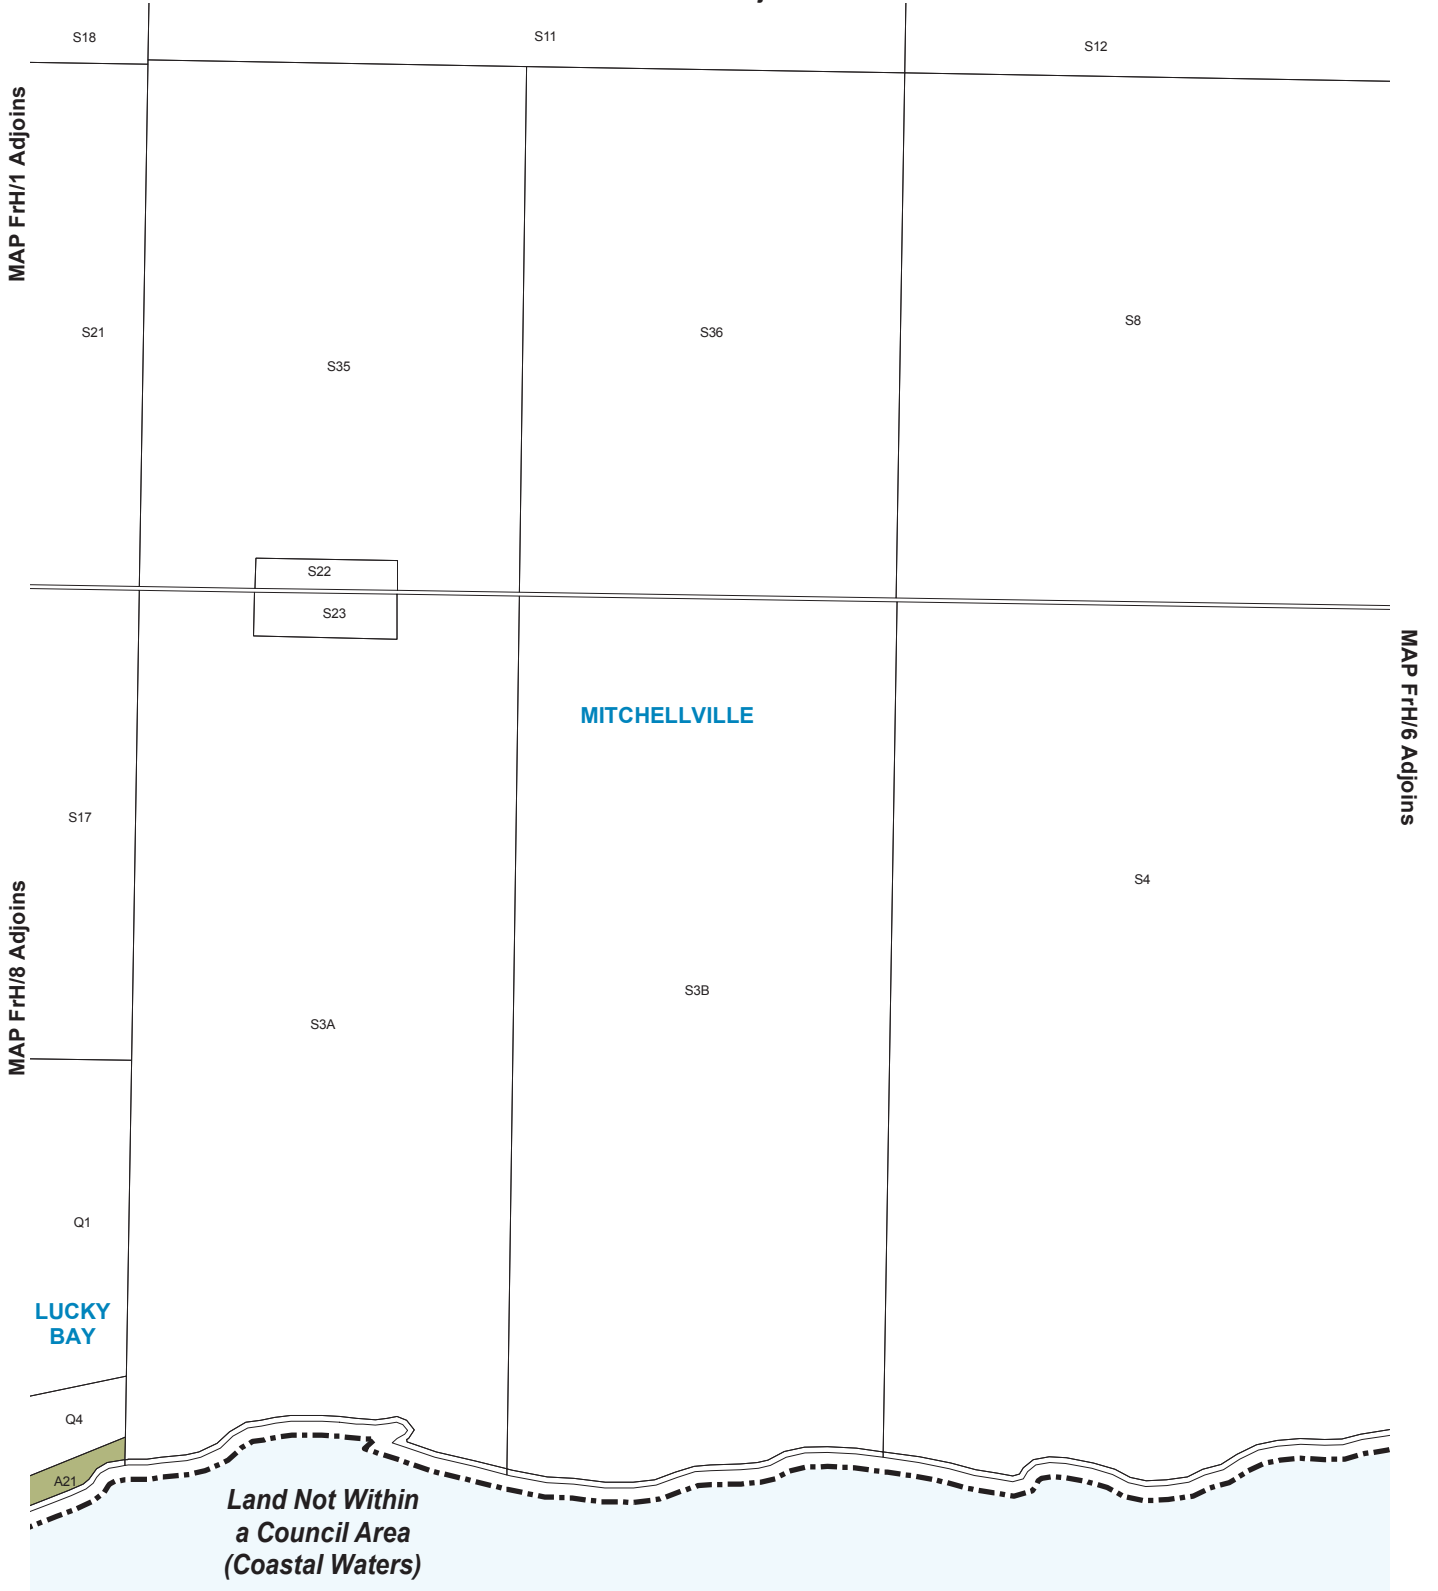 S18
S11
S12
MAP FrH/1 Adjoins
S21
S35
S36
S8
S22
S23
MITCHELLVILLE
MAP FrH/6 Adjoins
S17
S4
MAP FrH/8 Adjoins
S3A
S3B
Q1
LUCKY
BAY
Q4
A21
Land Not Within
a Council Area
(Coastal Waters)